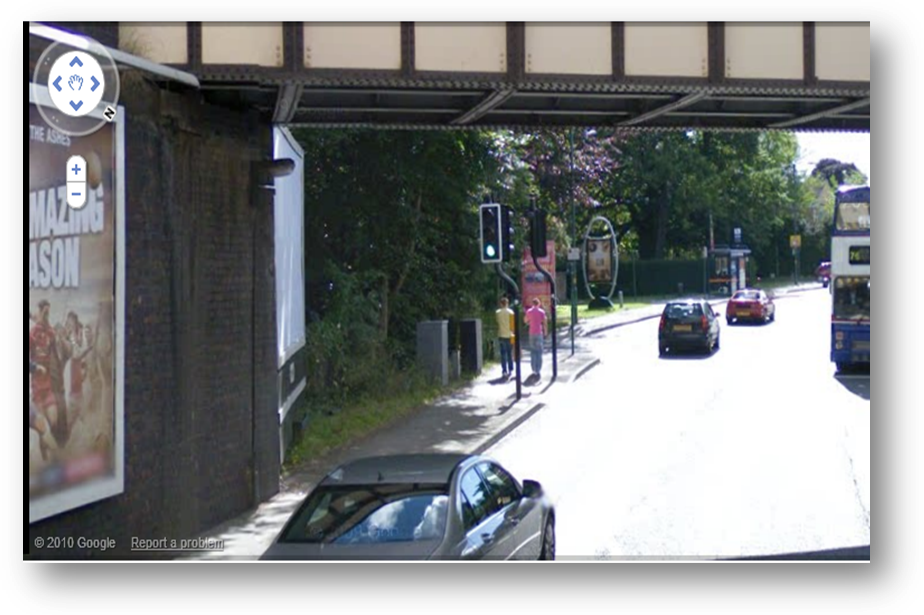 THE ASHES
MAZING
ASON
N
© 2010 Google
Report a problem